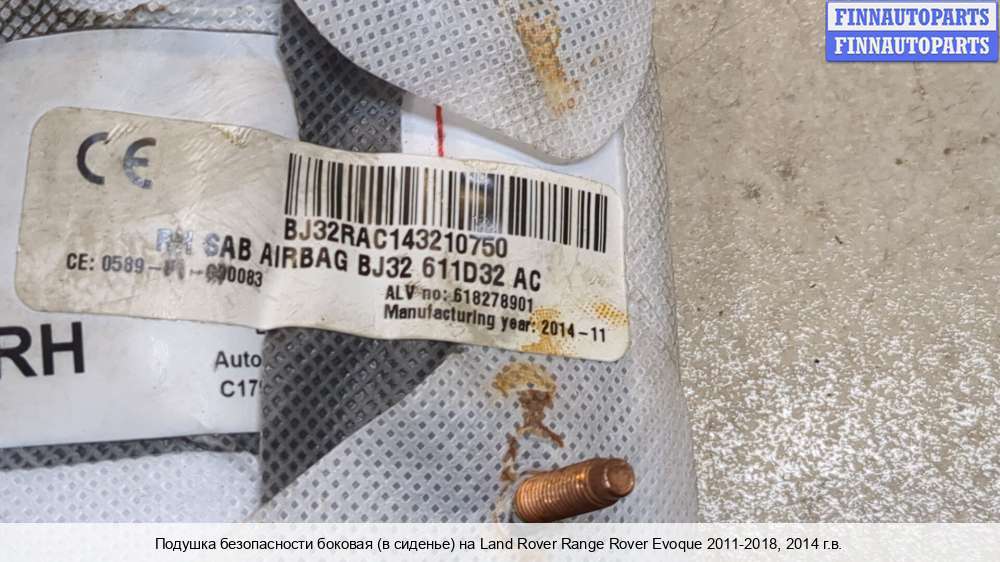 FINNAUTOPARTS
FINNAUTOPARTS
CE
BJ32RAC143210750
SAB AIRBAG BJ32 611D32 AC
CE: 0589-
ALV no: 618278901
Manufacturing year: 2014-11
RH
Auto
C17
Подушка безопасности боковая (в сиденье) на Land Rover Range Rover Evoque 2011-2018, 2014 г.в.